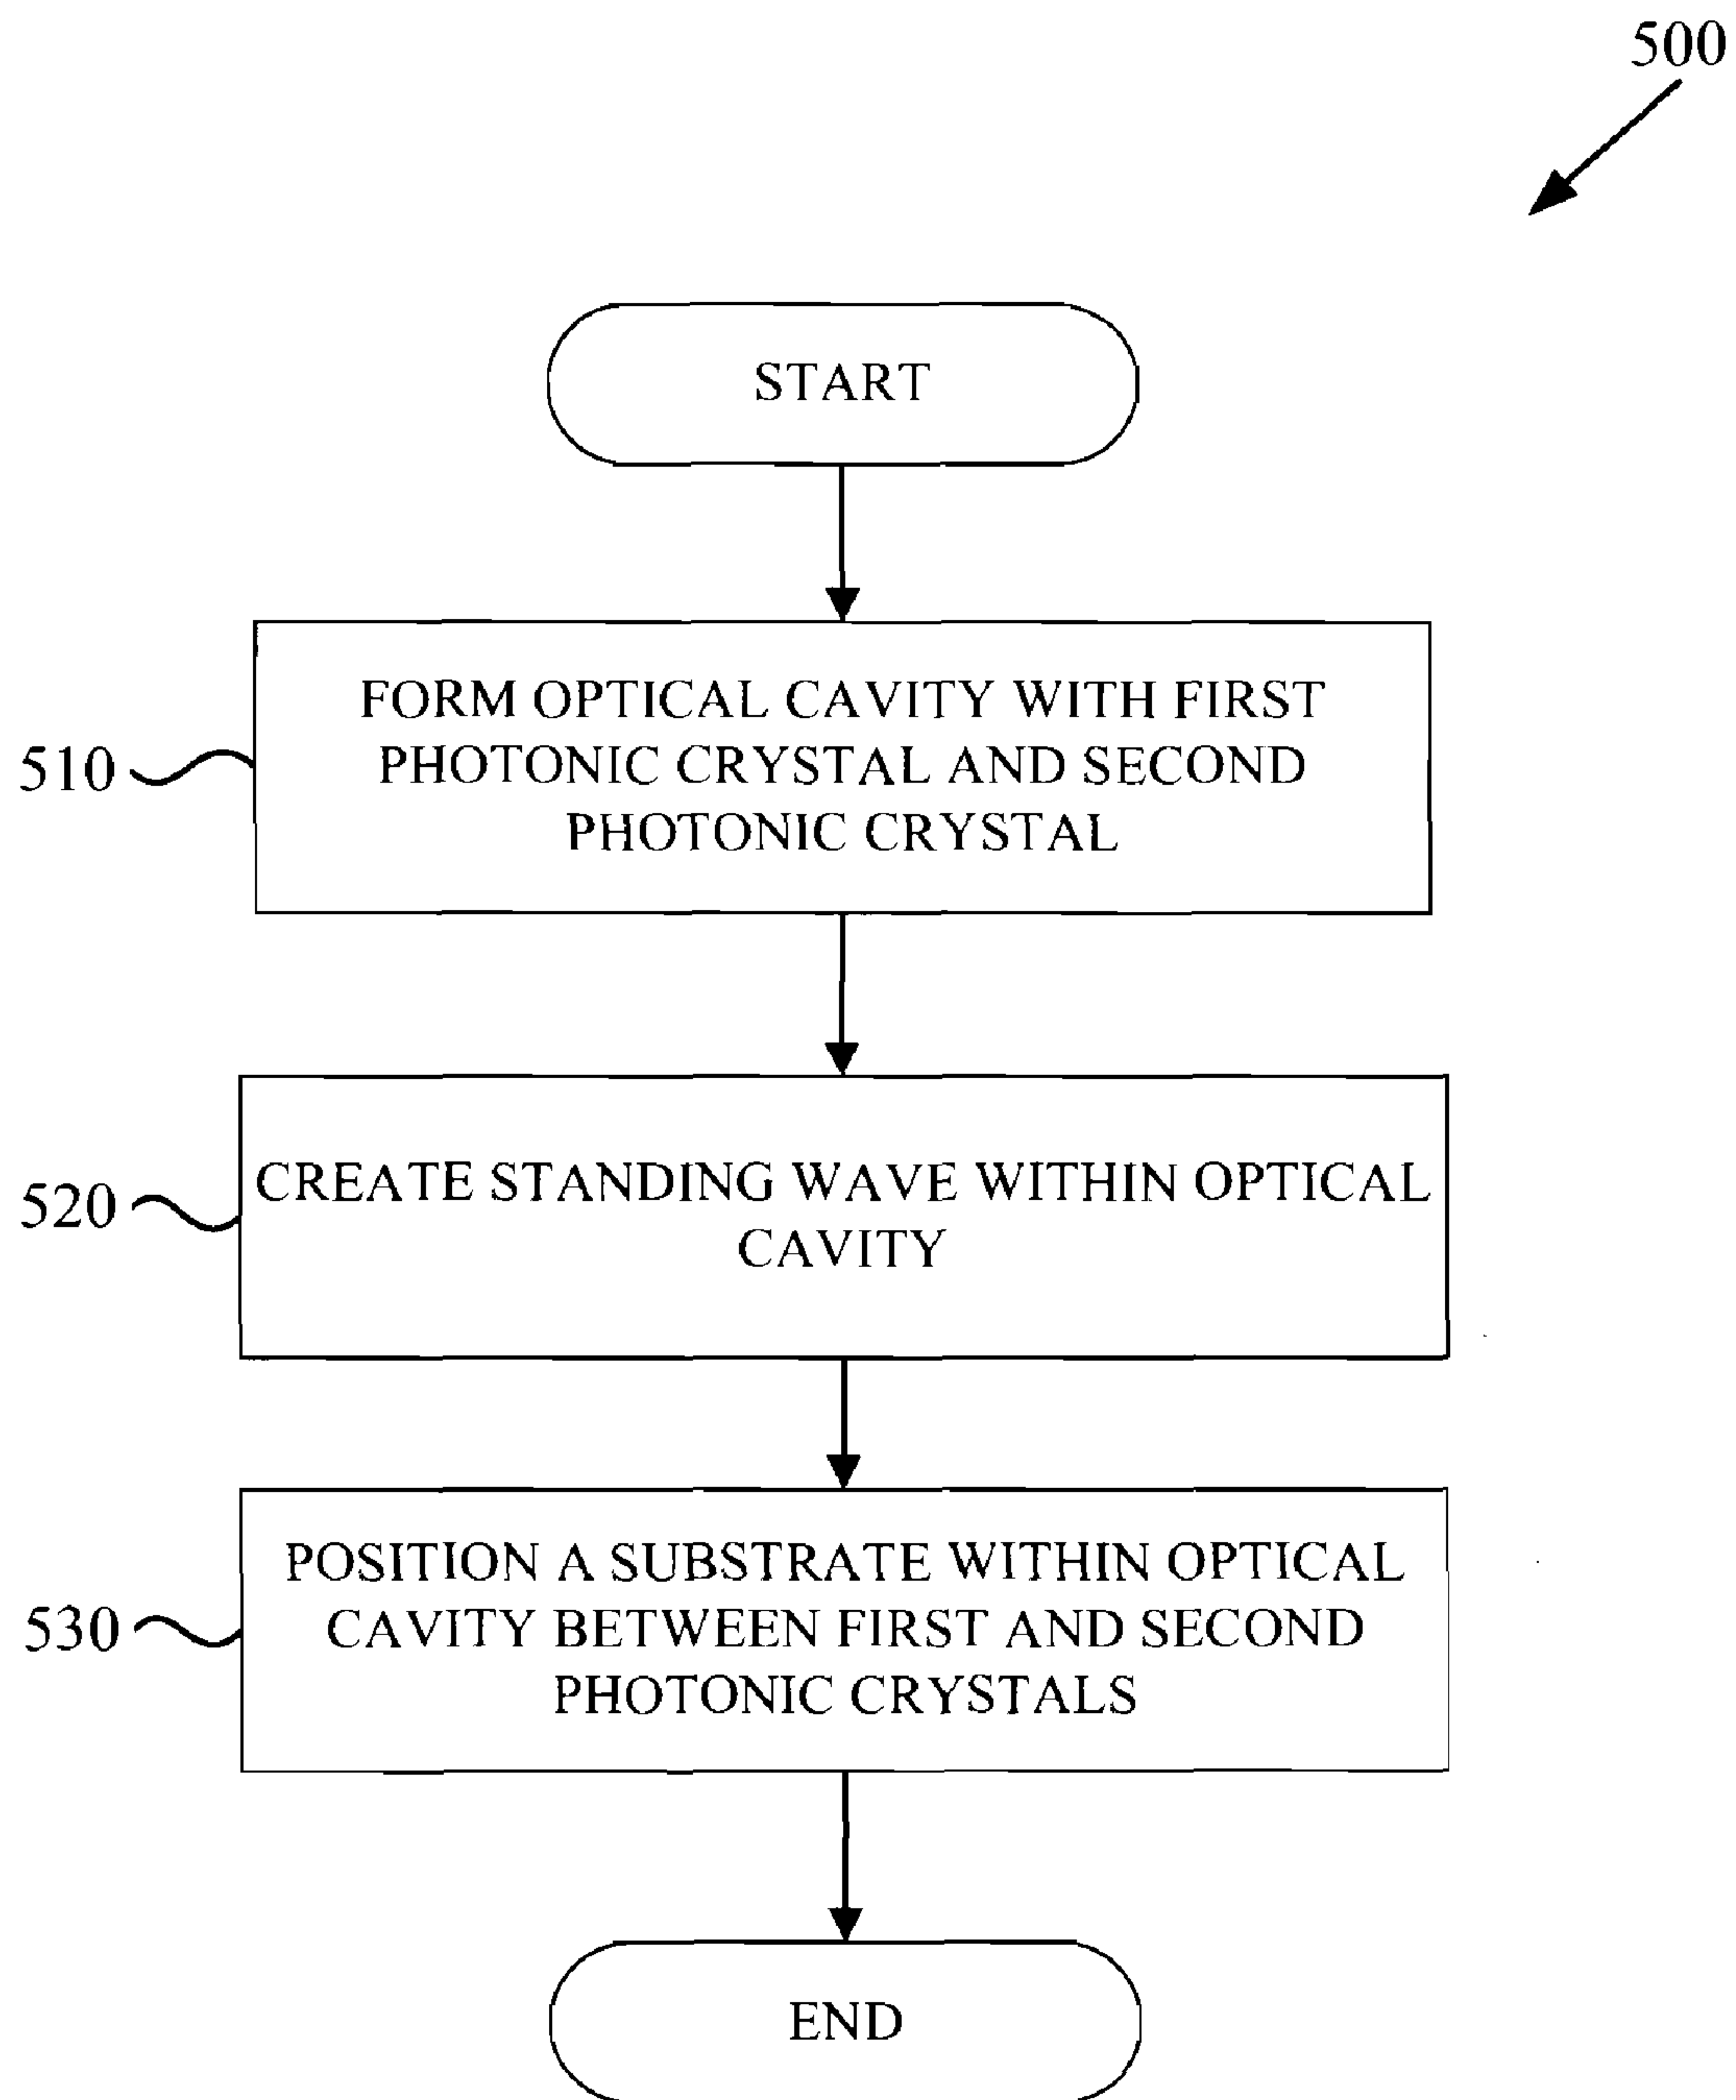 500
START
510
FORM OPTICAL CAVITY WITH FIRST
PHOTONIC CRYSTAL AND SECOND
PHOTONIC CRYSTAL
520
CREATE STANDING WAVE WITHIN OPTICAL
CAVITY
530
POSITION A SUBSTRATE WITHIN OPTICAL
CAVITY BETWEEN FIRST AND SECOND
PHOTONIC CRYSTALS
END